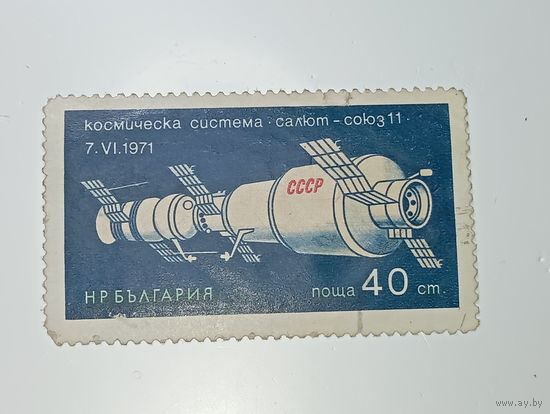 космическа система · салют – союз 11 ·
7.VI.1971
СССР
НР БЪЛГАРИЯ
поща 40 ст.
www.ay.by